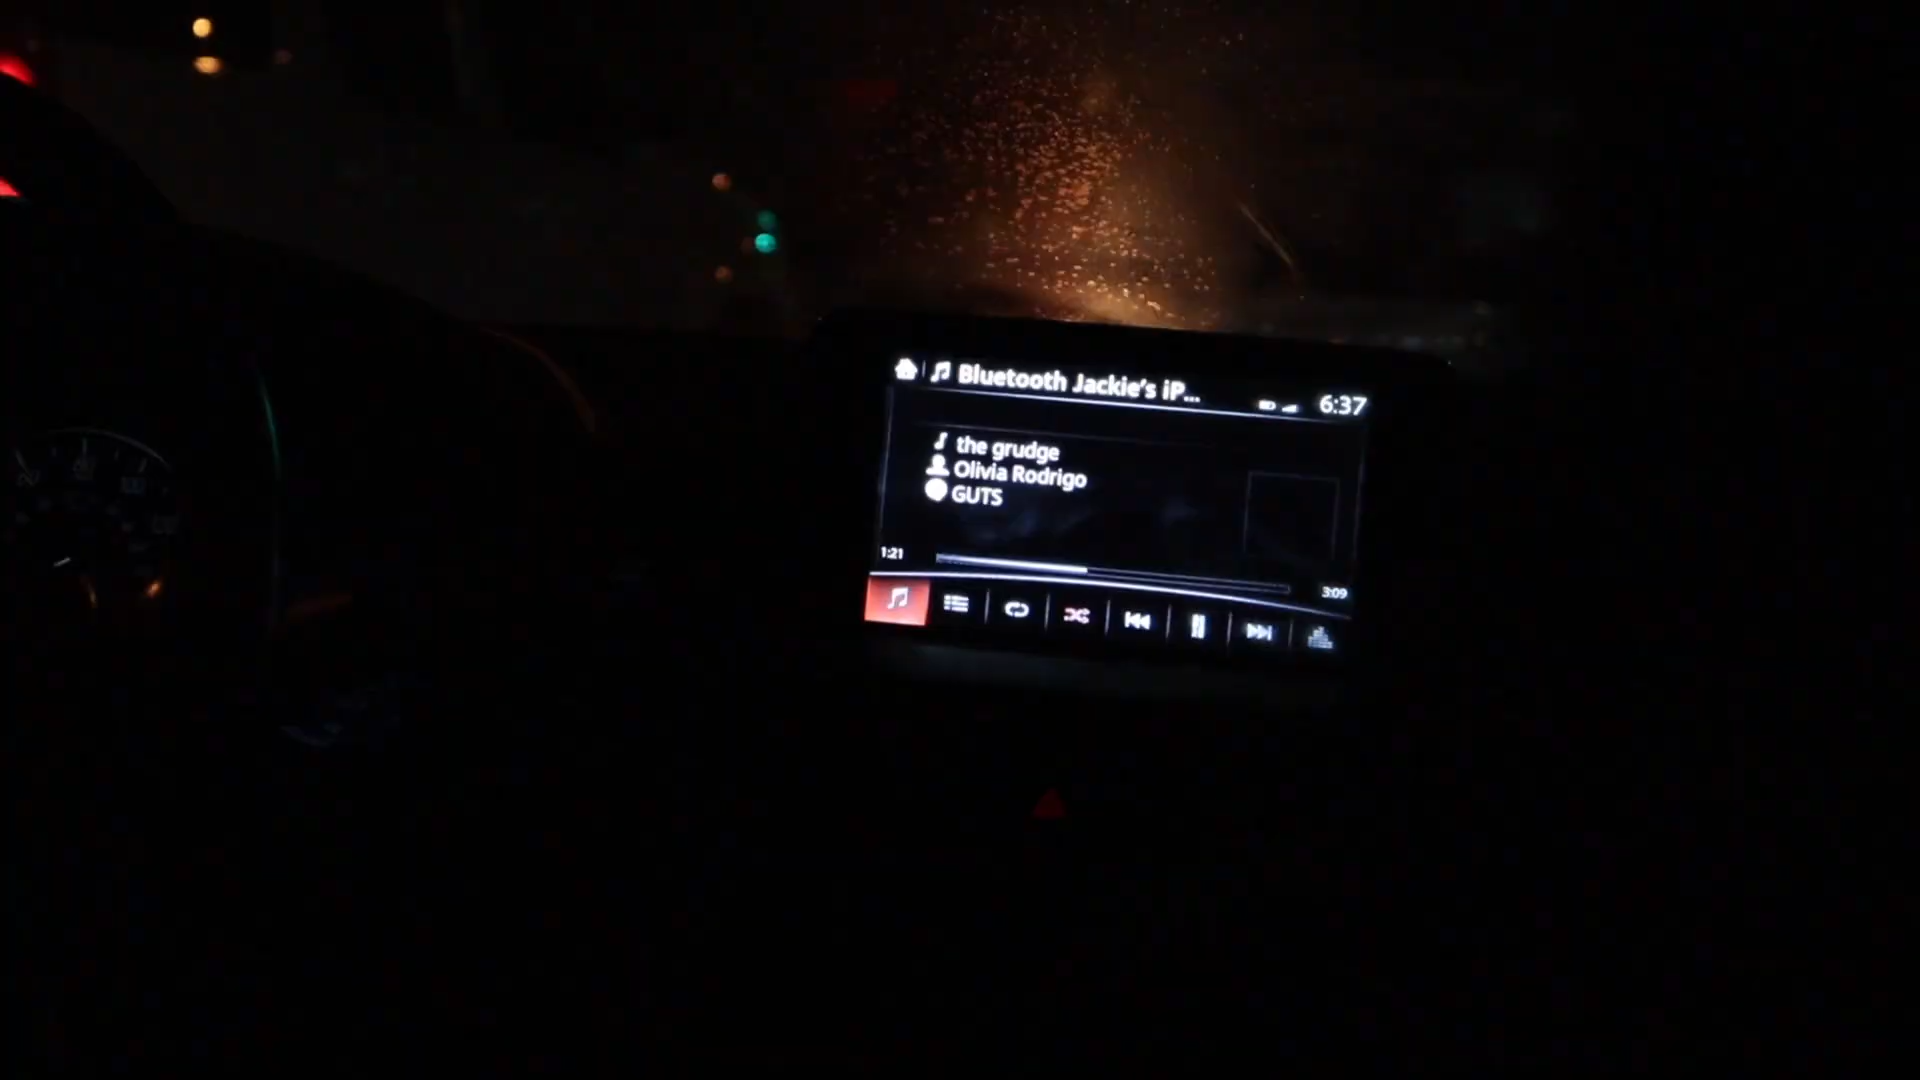 Bluetooth Jackie's iP...
6:37
the grudge
Olivia Rodrigo
GUTS
1:21
3:09